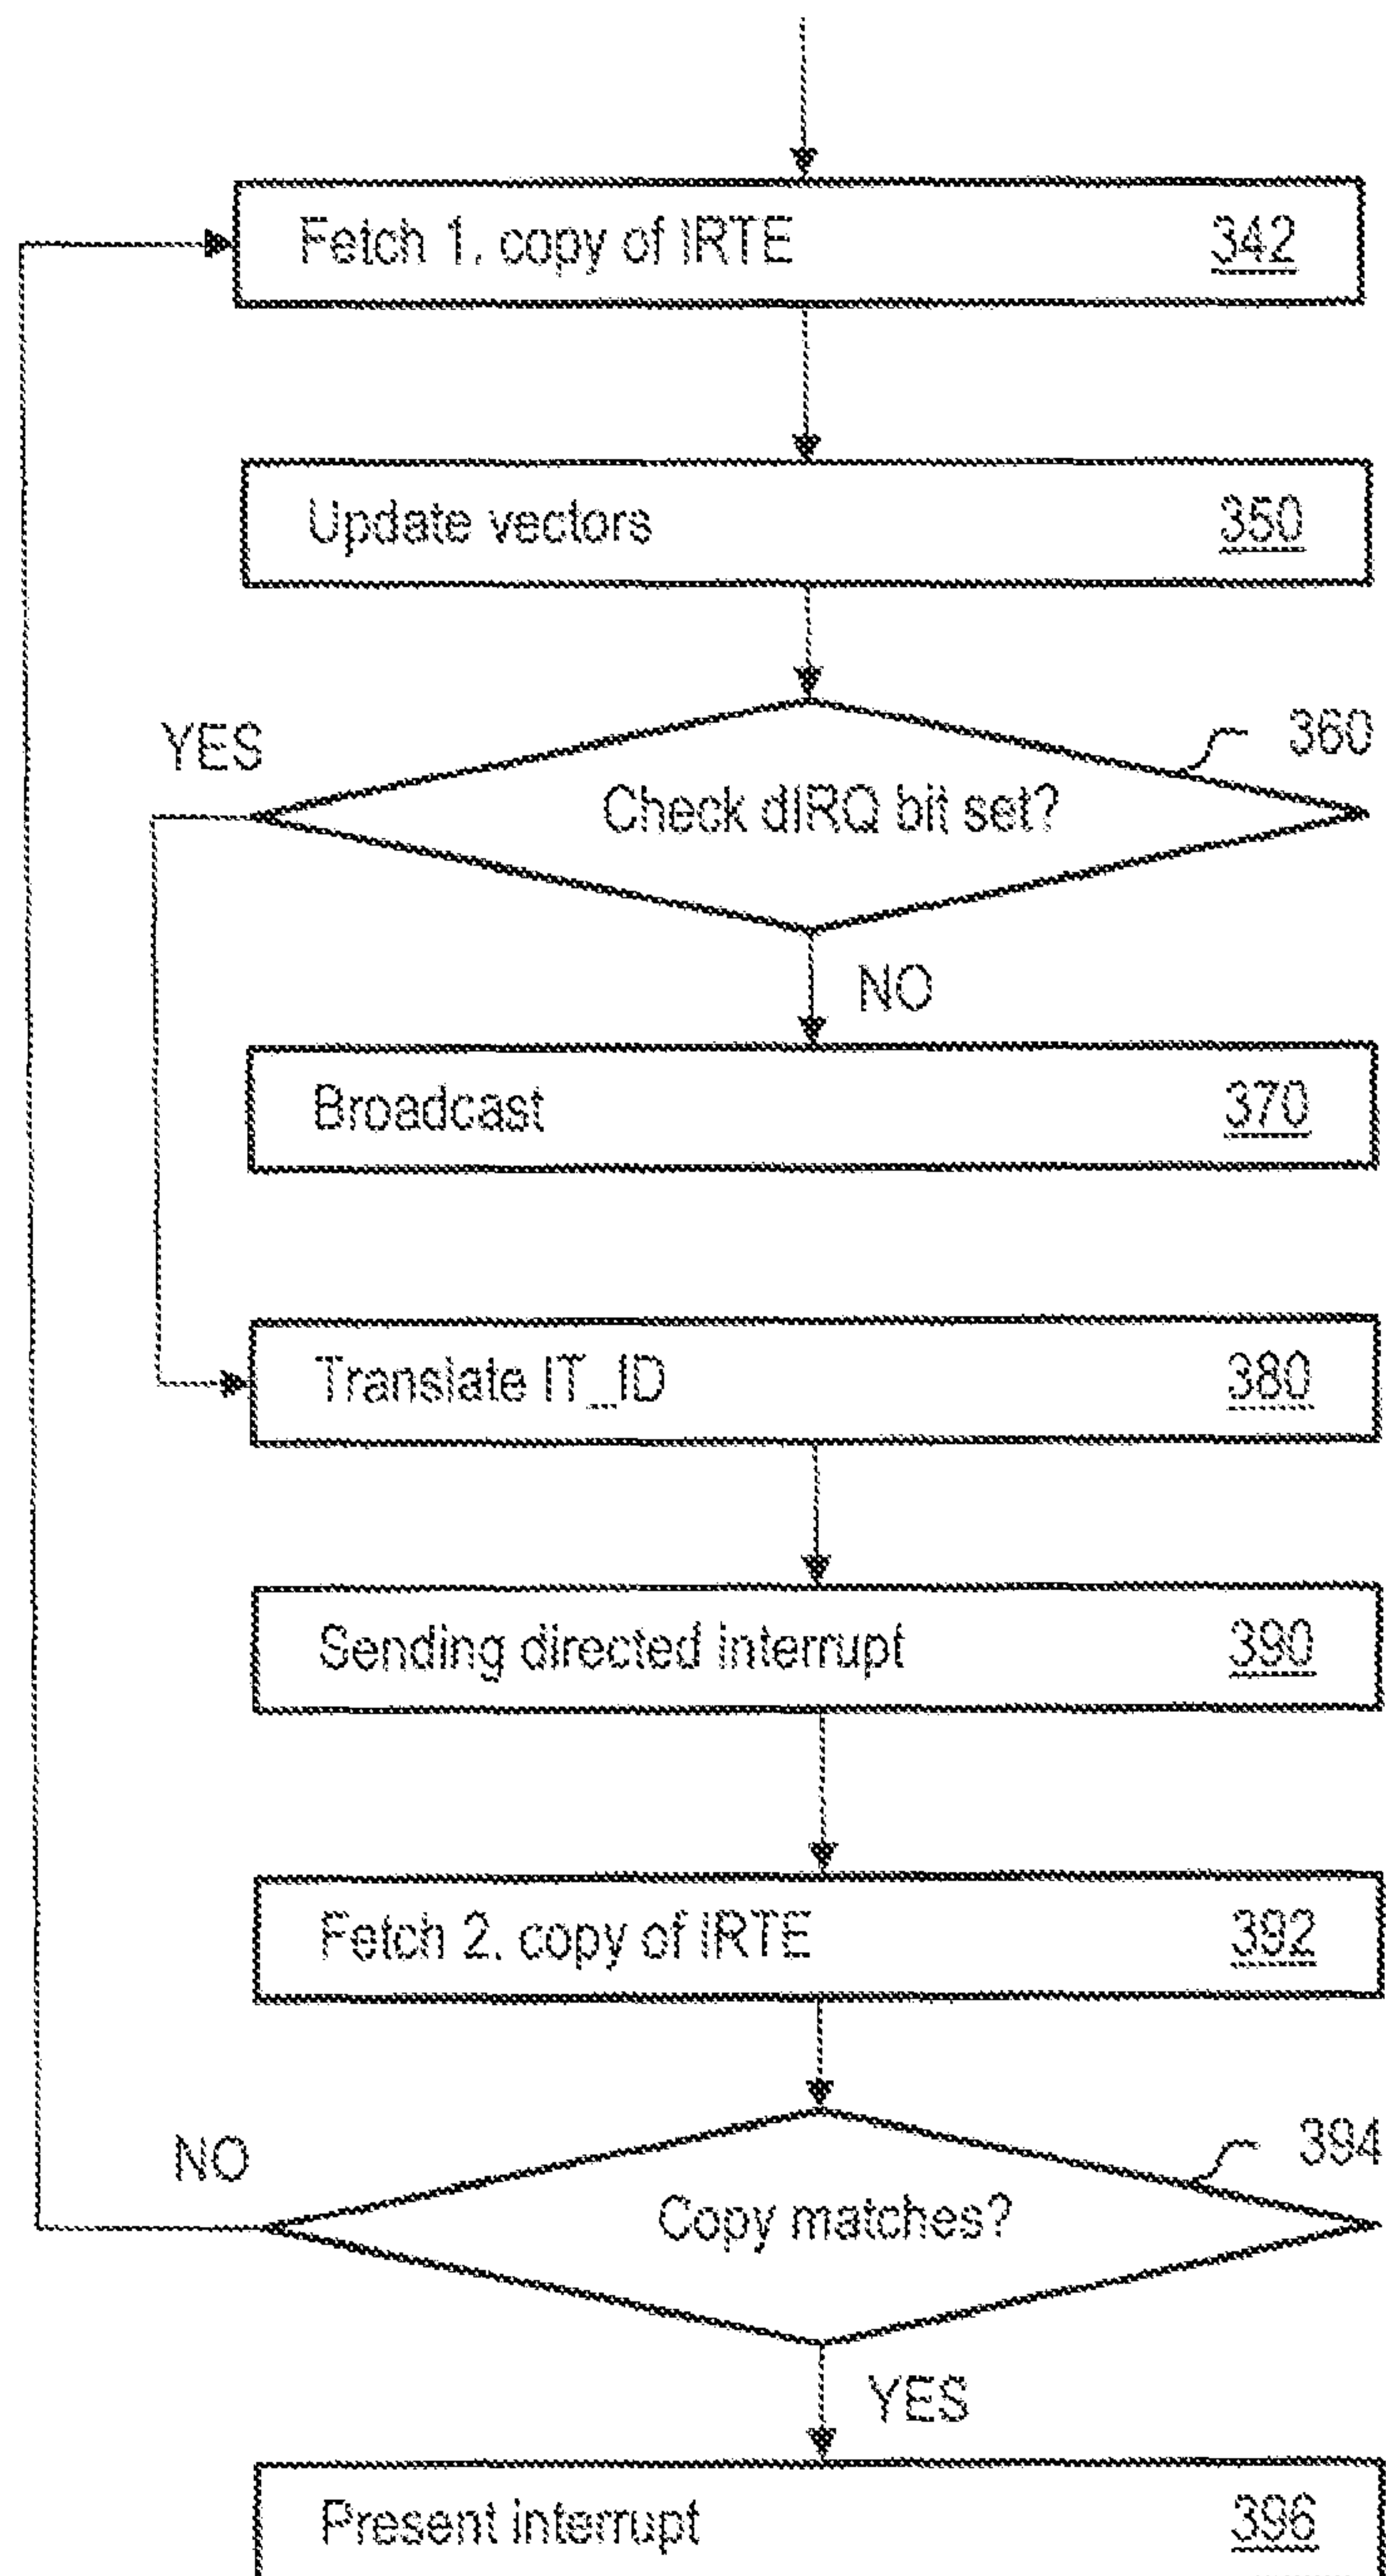 Fetch 1. copy of IRTE 342
Update vectors 350
YES
360
Check dIRQ bit set?
NO
Broadcast 370
Translate IT_ID 380
Sending directed interrupt 390
Fetch 2. copy of IRTE 392
394
NO
Copy matches?
YES
Present interrupt 396